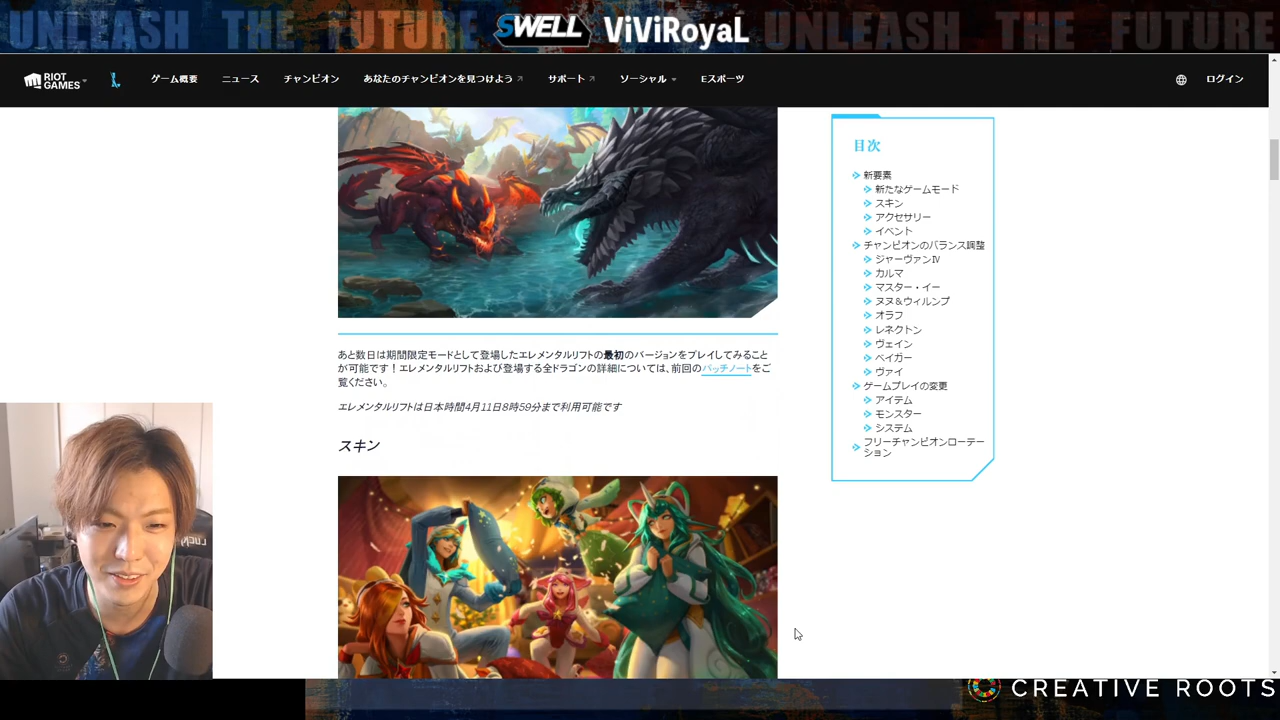 UNLEASH THE FUTURE
SWELL
ViViRoyaL
UNLEASH THE FUTURE
RIOT GAMES
ゲーム概要
ニュース
チャンピオン
あなたのチャンピオンを見つけよう
サポート
ソーシャル
Eスポーツ
ログイン
目次
新要素
新たなゲームモード
スキン
アクセサリー
イベント
チャンピオンのバランス調整
ジャーヴァンⅣ
カルマ
マスター・イー
ヌヌ＆ウィルンプ
オラフ
レネクトン
ヴェイン
ベイガー
ヴァイ
ゲームプレイの変更
アイテム
モンスター
システム
フリーチャンピオンローテー
ション
あと数日は期間限定モードとして登場したエレメンタルリフトの最初のバージョンをプレイしてみること
が可能です！エレメンタルリフトおよび登場する全ドラゴンの詳細については、前回のパッチノートをご
覧ください。
エレメンタルリフトは日本時間4月11日8時59分まで利用可能です
スキン
CREATIVE ROOTS